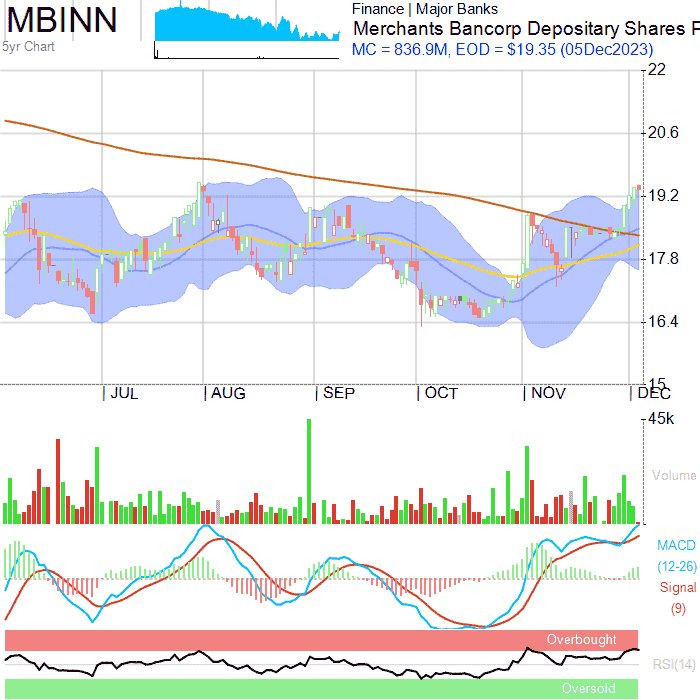 MBINN
5yr Chart
Finance | Major Banks
Merchants Bancorp Depositary Shares P
MC = 836.9M, EOD = $19.35 (05Dec2023)
22
20.6
19.2
17.8
16.4
15
JUL AUG SEP OCT NOV DEC
45k
Volume
MACD
(12-26)
Signal
(9)
Overbought
RSI(14)
Oversold